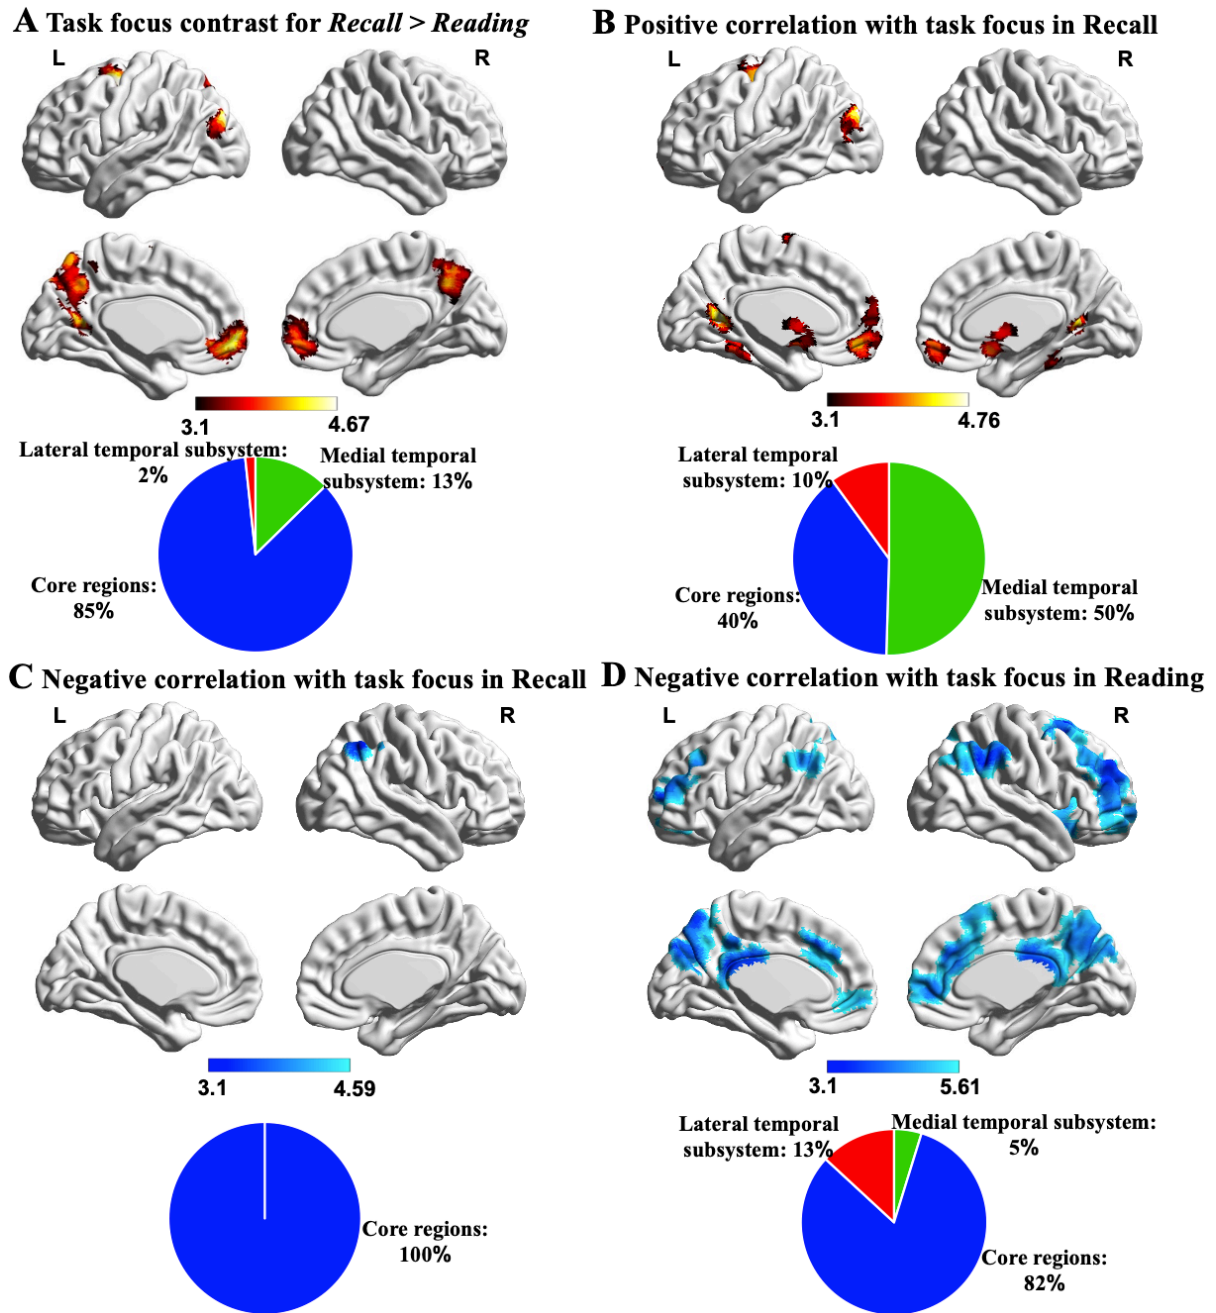 A Task focus contrast for Recall > Reading
L
R
3.1
4.67
Lateral temporal subsystem:
2%
Medial temporal
subsystem: 13%
Core regions:
85%
B Positive correlation with task focus in Recall
L
R
3.1
4.76
Lateral temporal
subsystem: 10%
Core regions:
40%
Medial temporal
subsystem: 50%
C Negative correlation with task focus in Recall
L
R
3.1
4.59
Core regions:
100%
D Negative correlation with task focus in Reading
L
R
3.1
5.61
Lateral temporal
subsystem: 13%
Medial temporal subsystem:
5%
Core regions:
82%